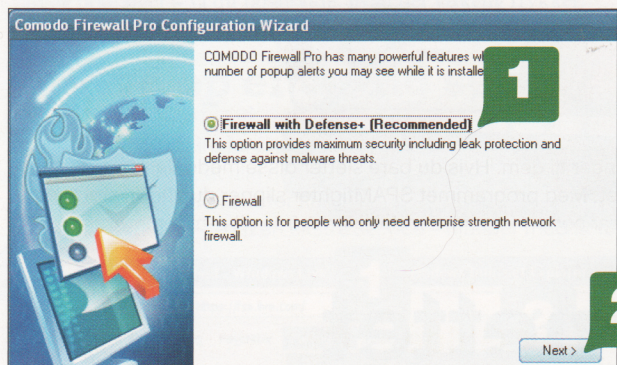 Comodo Firewall Pro Configuration Wizard
COMODO Firewall Pro has many powerful features
number of popup alerts you may see while it is installe
1
Firewall with Defense+ (Recommended)
This option provides maximum security including leak protection and
defense against malware threats.
Firewall
This option is for people who only need enterprise strength network
firewall.
2
Next >